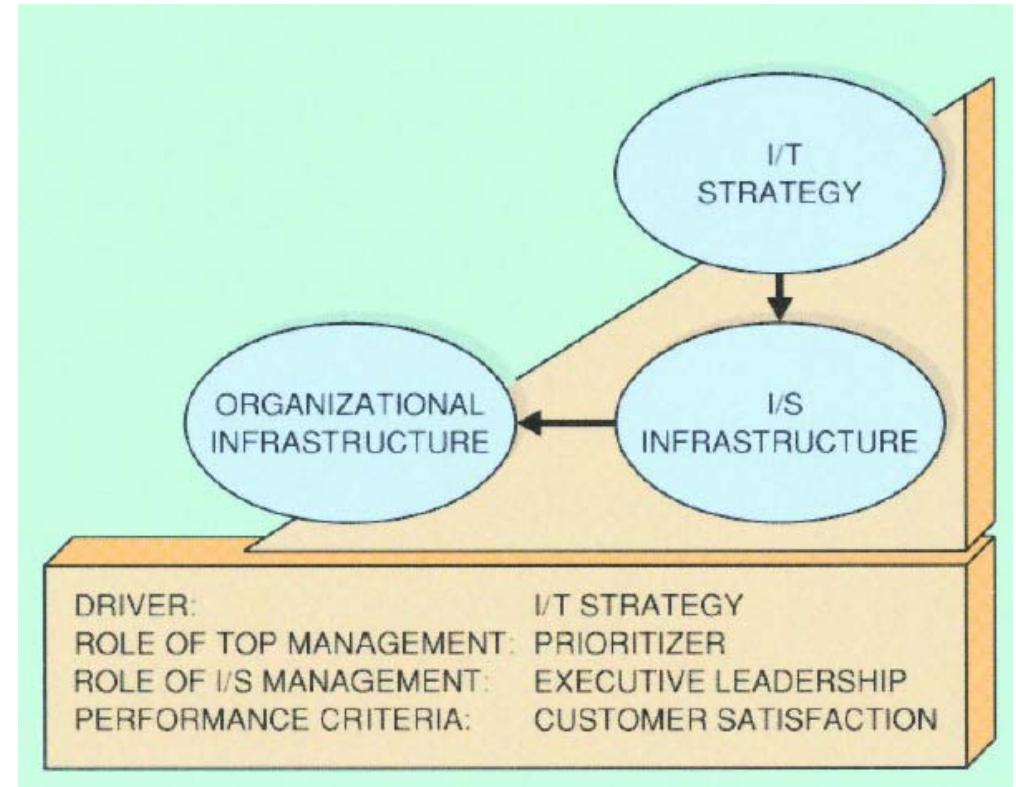 I/T
STRATEGY
ORGANIZATIONAL
INFRASTRUCTURE
I/S
INFRASTRUCTURE
DRIVER: I/T STRATEGY
ROLE OF TOP MANAGEMENT: PRIORITIZER
ROLE OF I/S MANAGEMENT: EXECUTIVE LEADERSHIP
PERFORMANCE CRITERIA: CUSTOMER SATISFACTION